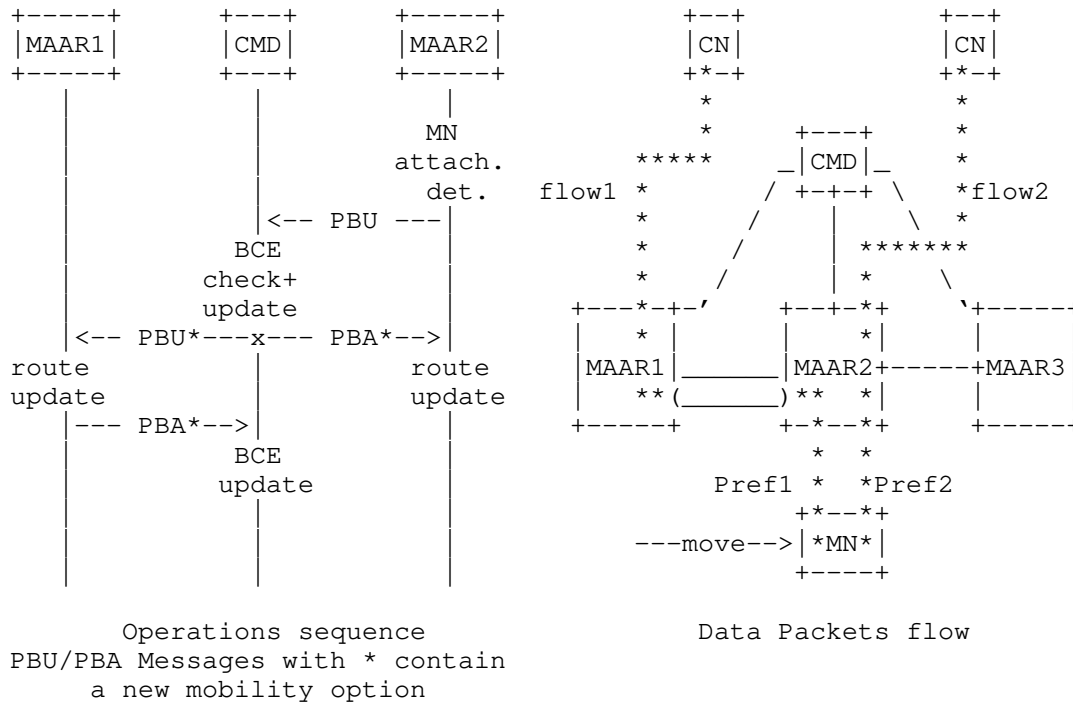 MAAR1 CMD MAAR2 CN CN
MN
attach. CMD
det. flow1 flow2
<-- PBU ---
BCE
check+
update
<-- PBU*---x--- PBA*-->
route route MAAR1 MAAR2 MAAR3
update update
--- PBA*-->
BCE
update Pref1 Pref2
---move--> *MN*
Operations sequence Data Packets flow
PBU/PBA Messages with * contain
a new mobility option